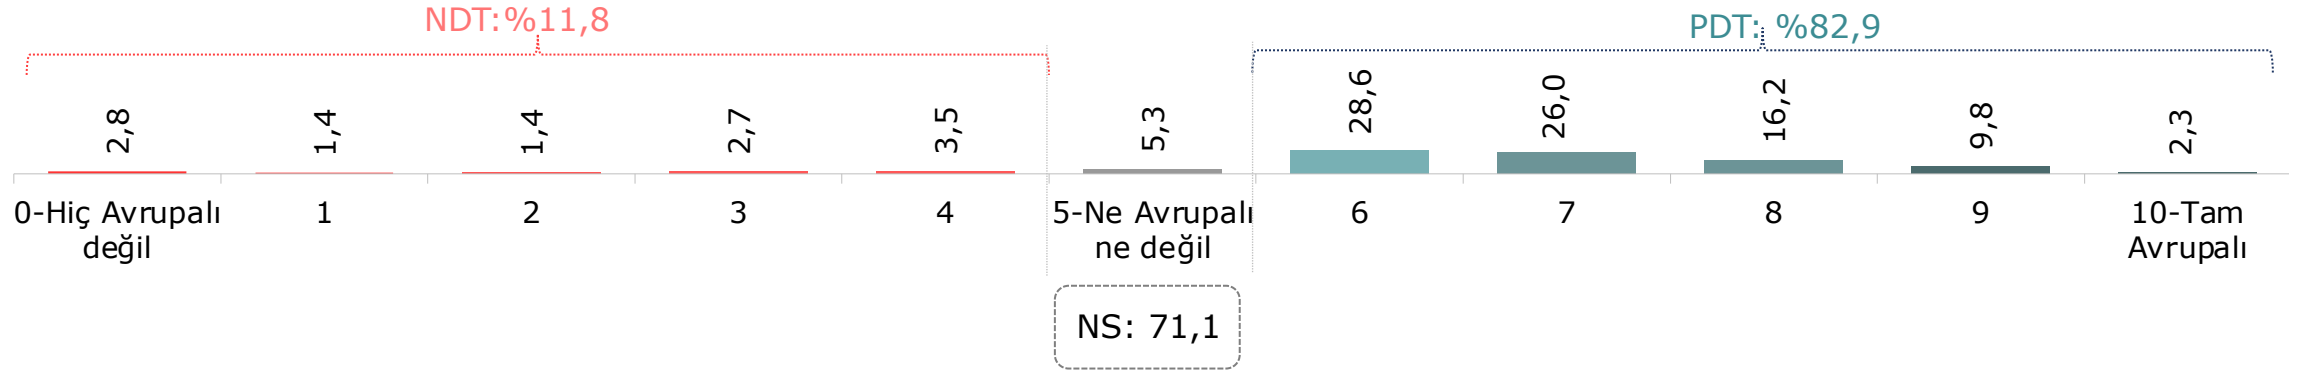 NDT:%11,8
PDT: %82,9
2,8
1,4
1,4
2,7
3,5
5,3
28,6
26,0
16,2
9,8
2,3
0-Hiç Avrupalı
değil
1
2
3
4
5-Ne Avrupalı
ne değil
6
7
8
9
10-Tam
Avrupalı
NS: 71,1